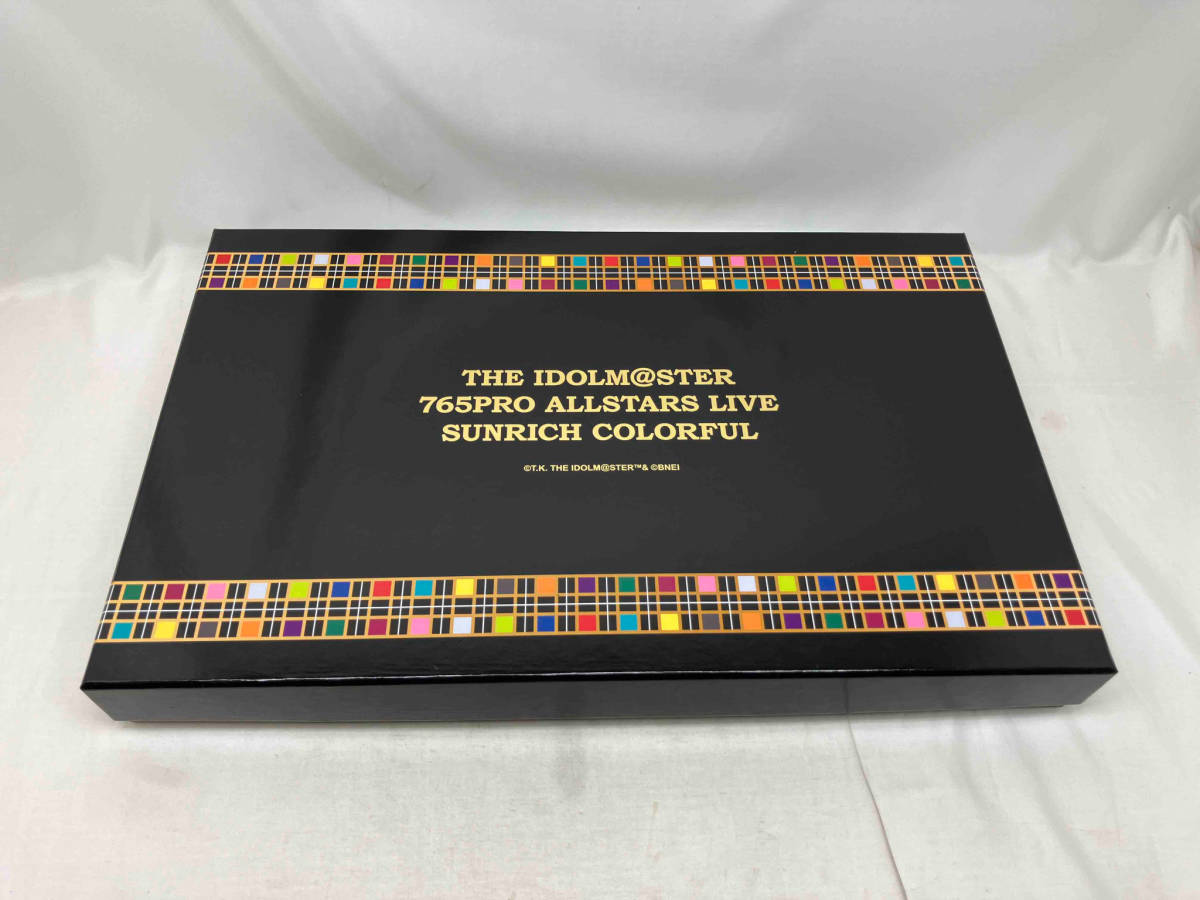 THE IDOLM@STER
765PRO ALLSTARS LIVE
SUNRICH COLORFUL
©T.K. THE IDOLM@STER™& ©BNEI